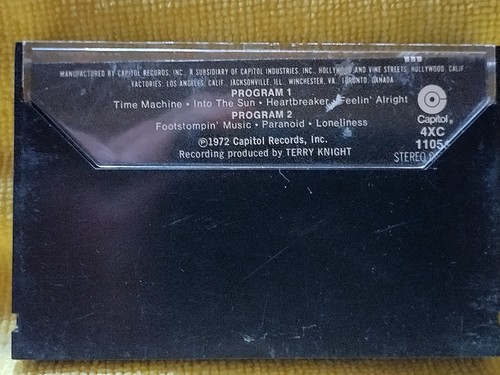 MANUFACTURED BY CAPITOL RECORDS, INC., A SUBSIDIARY OF CAPITOL INDUSTRIES, INC., HOLLYWOOD AND VINE STREETS, HOLLYWOOD, CALIF.
FACTORIES: LOS ANGELES, CALIF., JACKSONVILLE, ILL., WINCHESTER, VA., TORONTO, CANADA
PROGRAM 1
Time Machine • Into The Sun • Heartbreaker • Feelin' Alright
PROGRAM 2
Footstompin' Music • Paranoid • Loneliness
℗1972 Capitol Records, Inc.
Recording produced by TERRY KNIGHT
Capitol®
4XC
STEREO